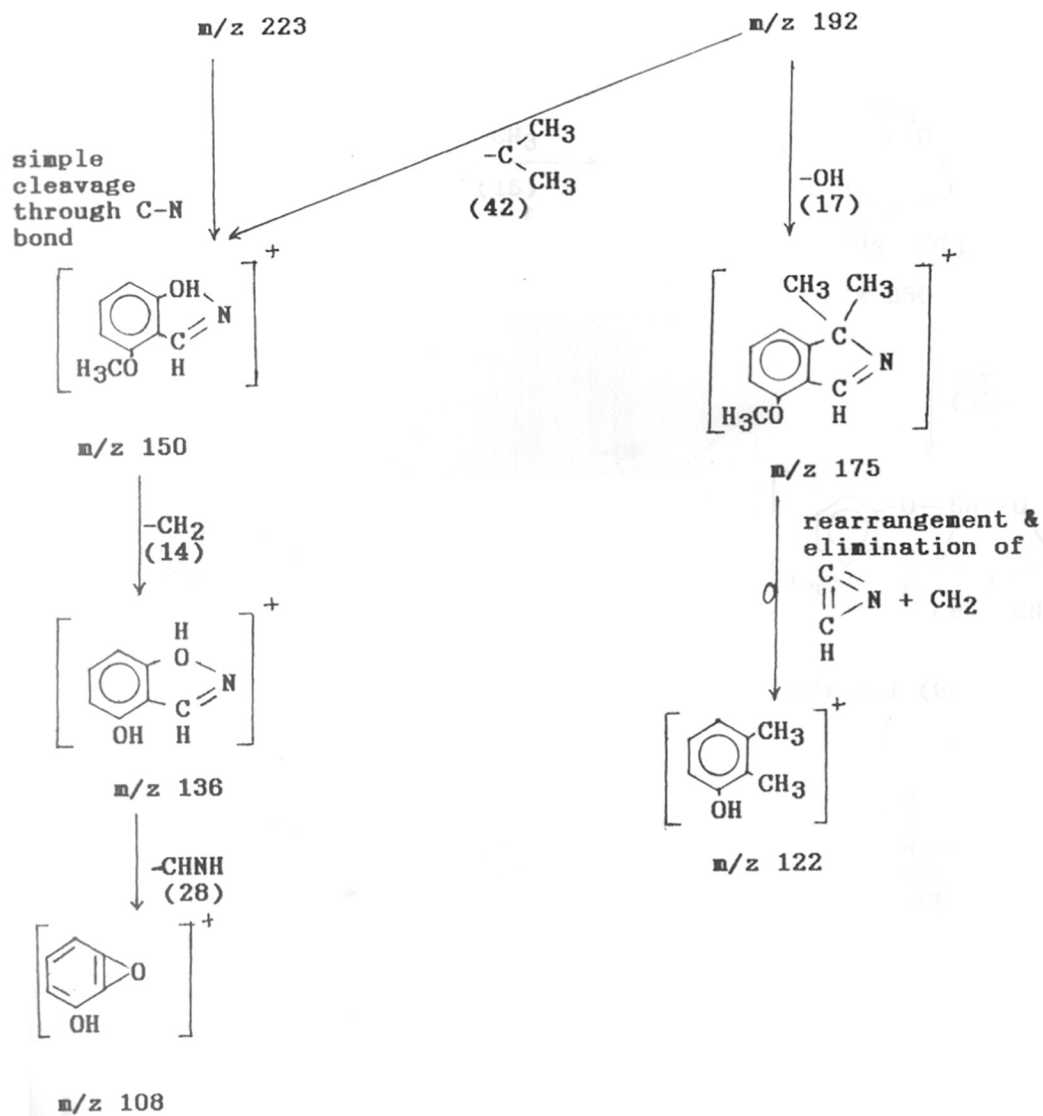 m/z 223
m/z 192
simple
cleavage
through C-N
bond
-C
CH3
CH3
(42)
-OH
(17)
+
OH
N
C
H
H3CO
m/z 150
+
CH3 CH3
C
N
C
H
H3CO
m/z 175
-CH2
(14)
rearrangement &
elimination of
C
N + CH2
C
H
+
H
O
N
C
OH H
m/z 136
+
CH3
CH3
OH
m/z 122
-CHNH
(28)
+
O
OH
m/z 108